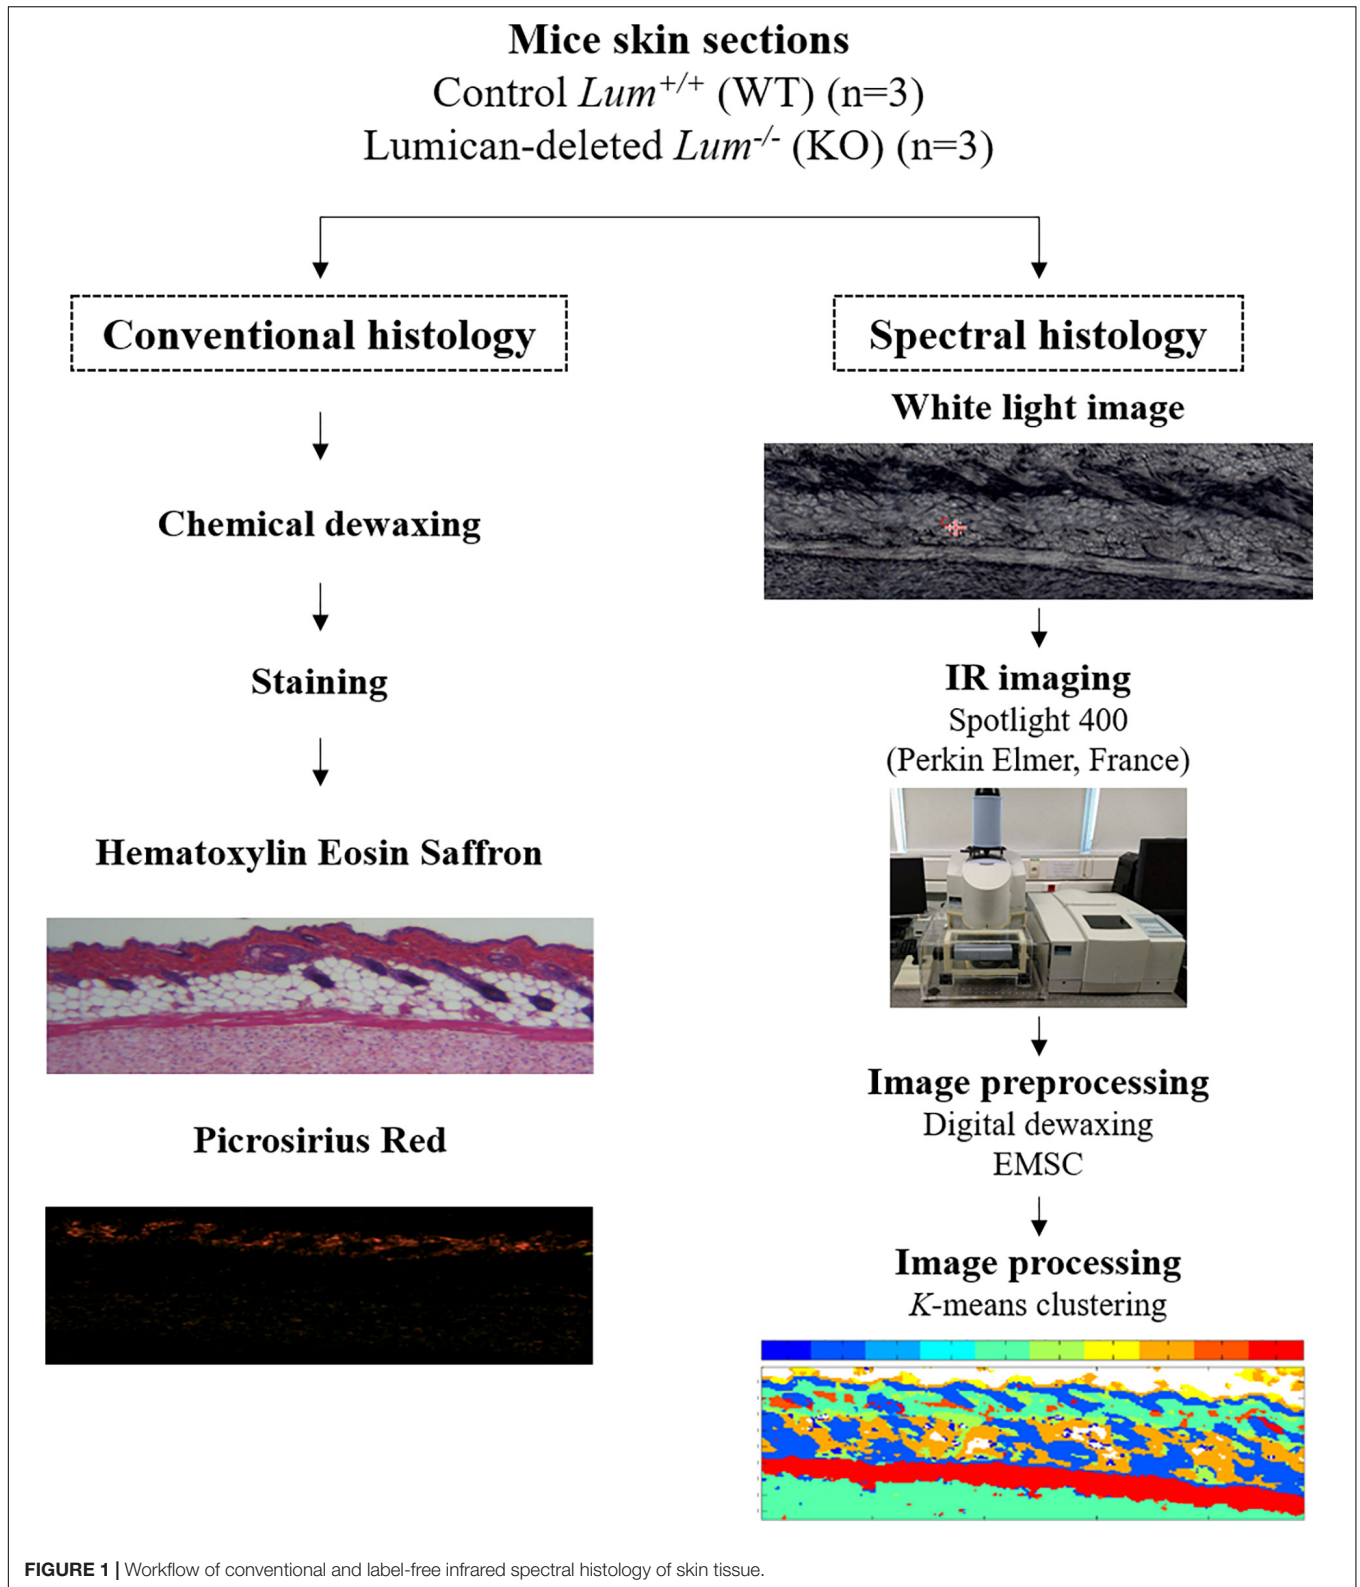 Mice skin sections
Control Lum+/+ (WT) (n=3)
Lumican-deleted Lum-/- (KO) (n=3)
Conventional histology
Chemical dewaxing
Staining
Hematoxylin Eosin Saffron
Picrosirius Red
Spectral histology
White light image
IR imaging
Spotlight 400
(Perkin Elmer, France)
Image preprocessing
Digital dewaxing
EMSC
Image processing
K-means clustering
FIGURE 1 | Workflow of conventional and label-free infrared spectral histology of skin tissue.